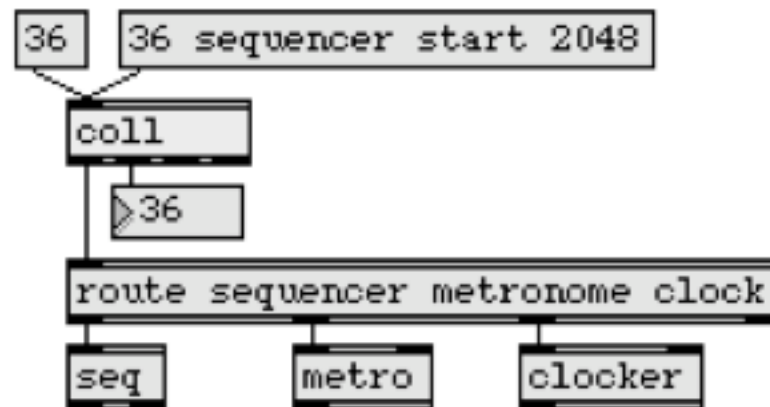 36
36 sequencer start 2048
coll
36
route sequencer metronome clock
seq
metro
clocker